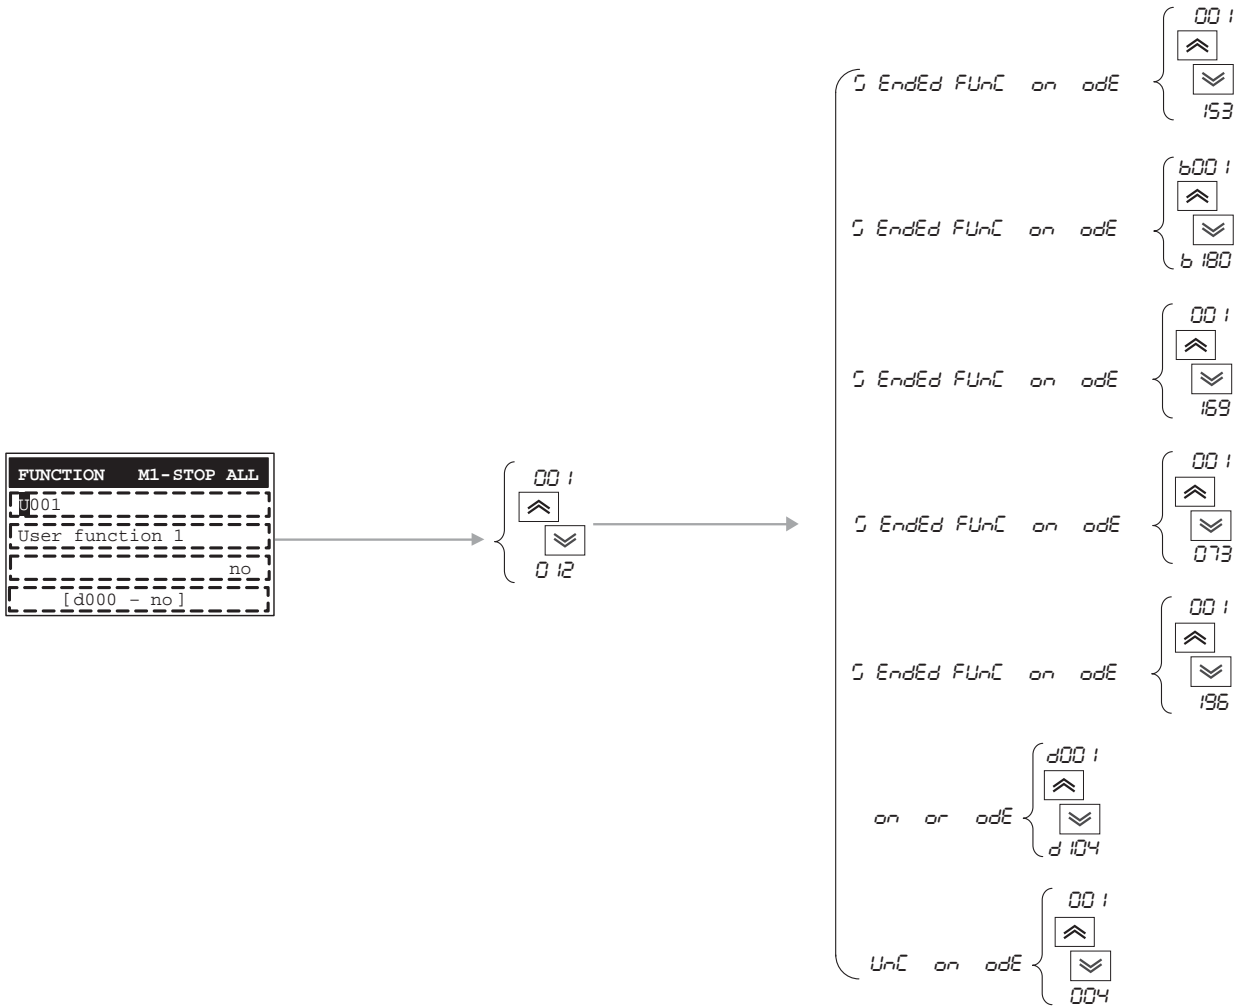 FUNCTION M1-STOP ALL
U001
User function 1
no
[d000 – no]
001
012
S EndEd FUnC on odE
001
153
S EndEd FUnC on odE
b001
b180
S EndEd FUnC on odE
001
169
S EndEd FUnC on odE
001
073
S EndEd FUnC on odE
001
196
on or odE
d001
d104
UnC on odE
001
004